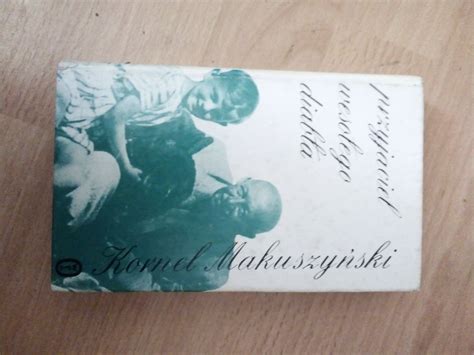 przyjaciel
wesołego
diabła
Kornel Makuszyński